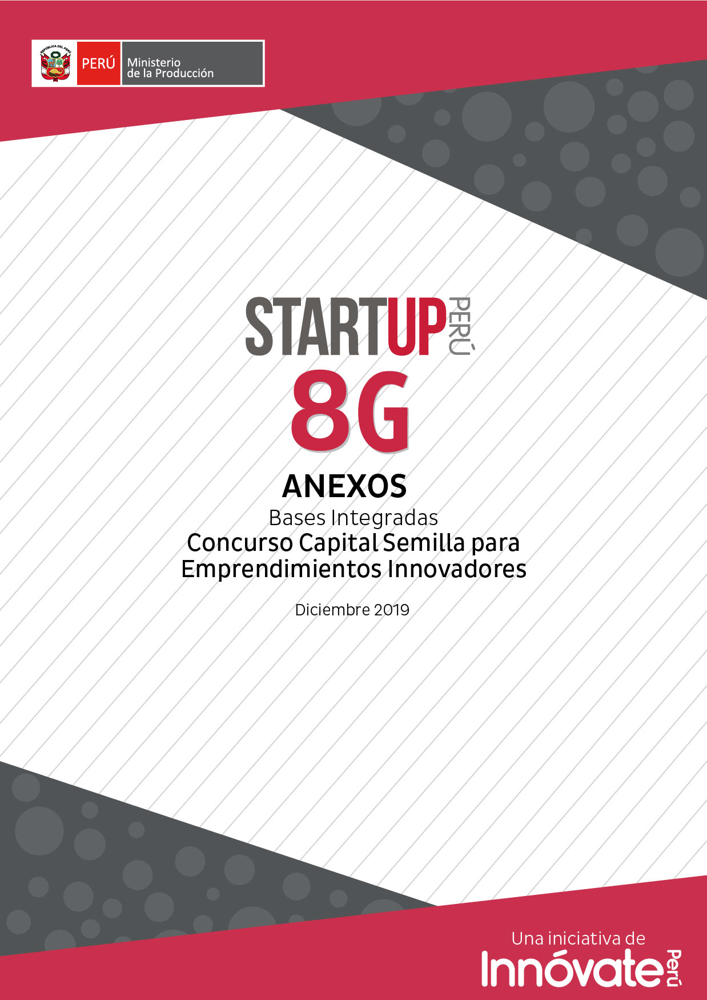 REPÚBLICA DEL PERÚ
PERÚ
Ministerio
de la Producción
STARTUP PERÚ
8G
ANEXOS
Bases Integradas
Concurso Capital Semilla para
Emprendimientos Innovadores
Diciembre 2019
Una iniciativa de
Innóvate Perú